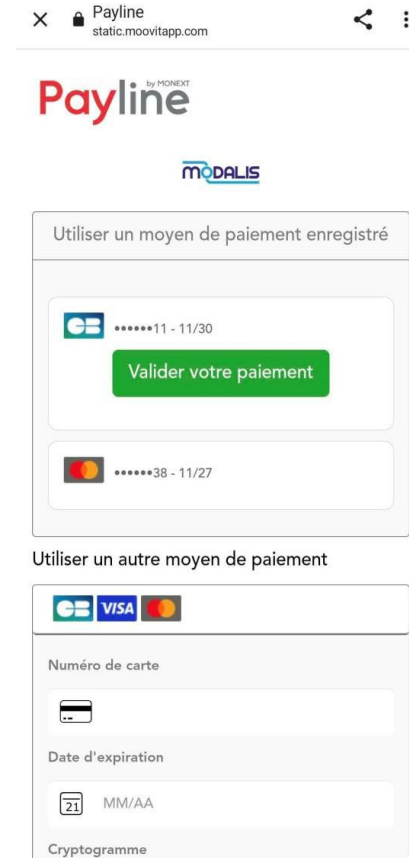 Payline
static.moovitapp.com
by MONEXT
Payline
MODALIS
Utiliser un moyen de paiement enregistré
CB ••••••11 - 11/30
Valider votre paiement
••••••38 - 11/27
Utiliser un autre moyen de paiement
CB VISA
Numéro de carte
Date d'expiration
21 MM/AA
Cryptogramme